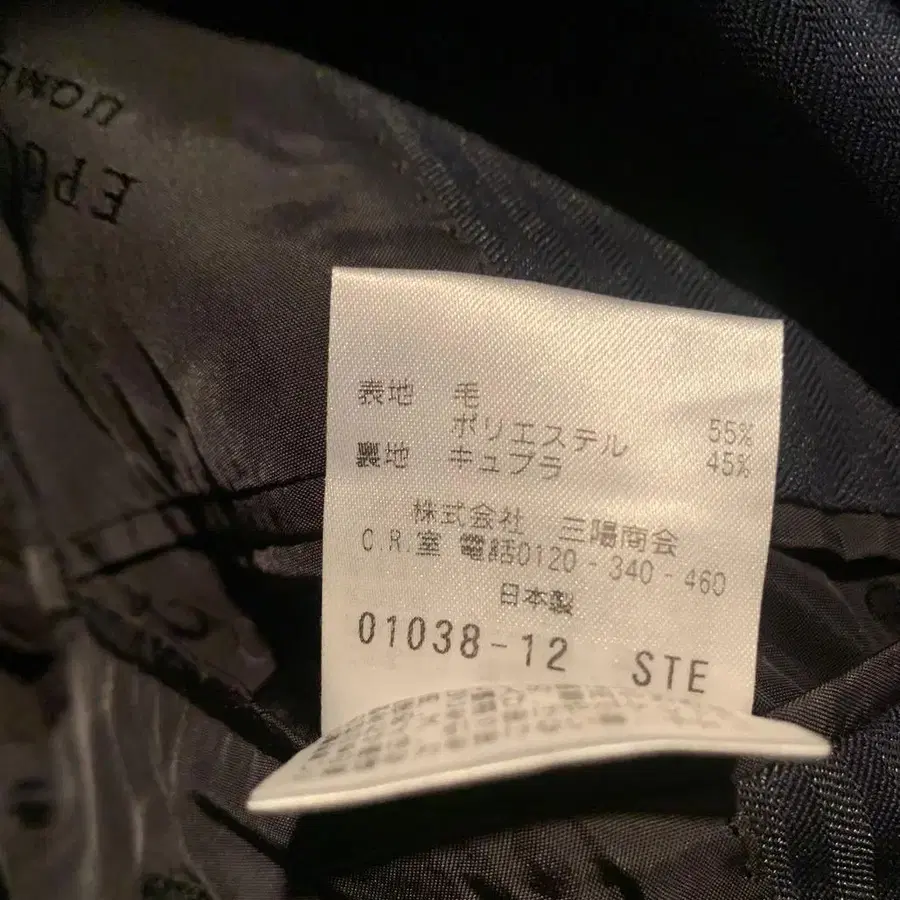 表地 毛 55%
ポリエステル 45%
裏地 キュプラ
株式会社 三陽商会
C.R.室 電話0120-340-460
日本製
01038-12 STE
EPO
UOMO